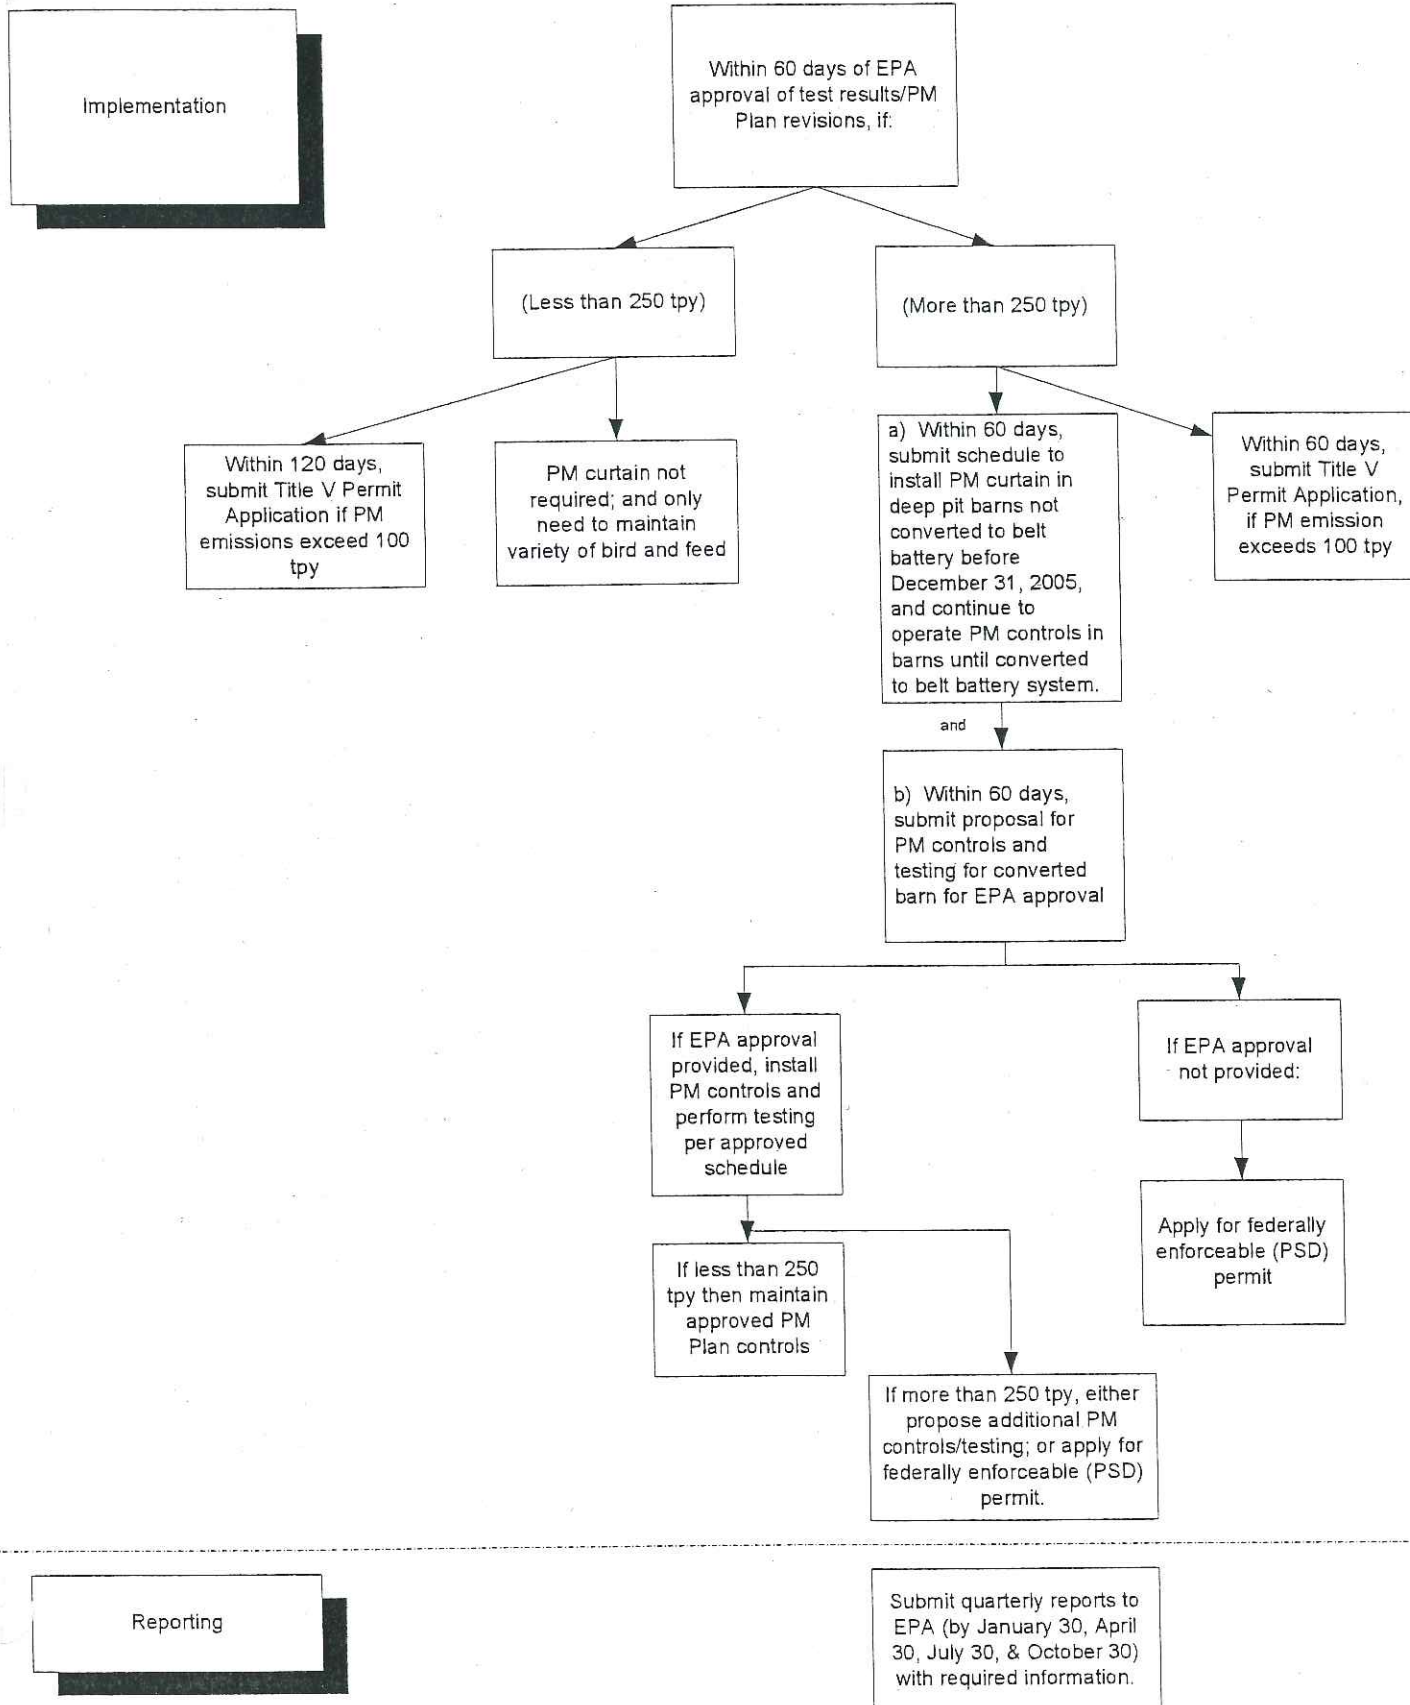 Implementation
Within 60 days of EPA
approval of test results/PM
Plan revisions, if:
(Less than 250 tpy)
(More than 250 tpy)
Within 120 days,
submit Title V Permit
Application if PM
emissions exceed 100
tpy
PM curtain not
required; and only
need to maintain
variety of bird and feed
a) Within 60 days,
submit schedule to
install PM curtain in
deep pit barns not
converted to belt
battery before
December 31, 2005,
and continue to
operate PM controls in
barns until converted
to belt battery system.
Within 60 days,
submit Title V
Permit Application,
if PM emission
exceeds 100 tpy
and
b) Within 60 days,
submit proposal for
PM controls and
testing for converted
barn for EPA approval
If EPA approval
provided, install
PM controls and
perform testing
per approved
schedule
If EPA approval
not provided:
Apply for federally
enforceable (PSD)
permit
If less than 250
tpy then maintain
approved PM
Plan controls
If more than 250 tpy, either
propose additional PM
controls/testing; or apply for
federally enforceable (PSD)
permit.
Reporting
Submit quarterly reports to
EPA (by January 30, April
30, July 30, & October 30)
with required information.